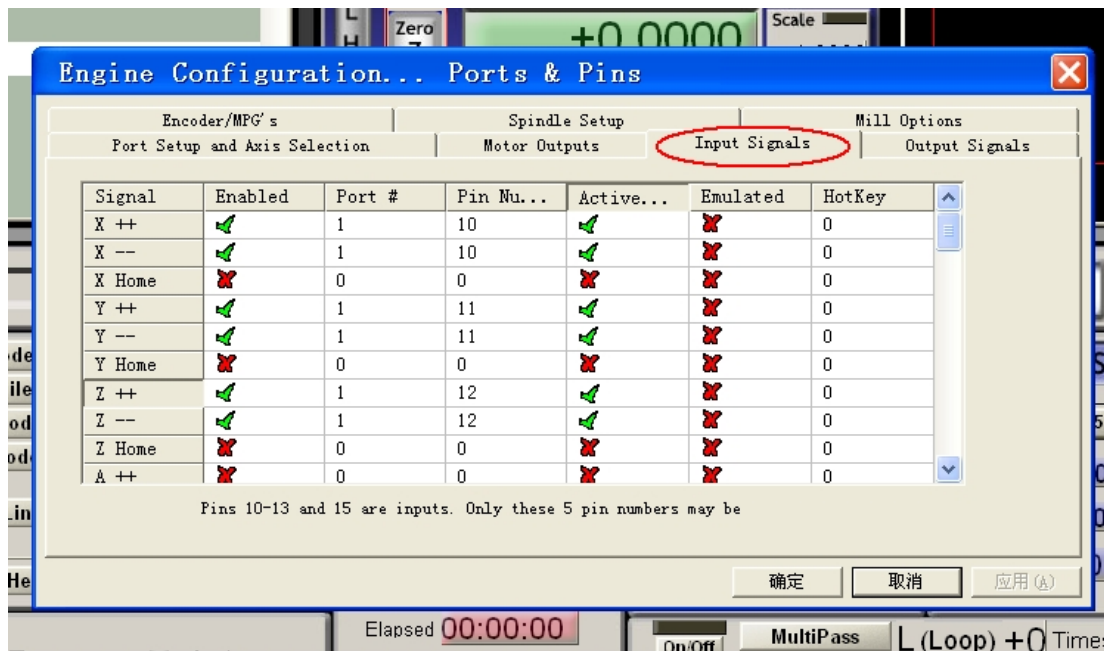 Zero
+0.0000
Scale
Engine Configuration... Ports & Pins
Encoder/MPG's Spindle Setup Mill Options
Port Setup and Axis Selection Motor Outputs Input Signals Output Signals
Signal Enabled Port # Pin Nu... Active... Emulated HotKey
X ++ 1 10 0
X -- 1 10 0
X Home 0 0 0
Y ++ 1 11 0
Y -- 1 11 0
Y Home 0 0 0
Z ++ 1 12 0
Z -- 1 12 0
Z Home 0 0 0
A ++ 0 0 0
Pins 10-13 and 15 are inputs. Only these 5 pin numbers may be
确定 取消 应用(A)
Elapsed 00:00:00
On/Off MultiPass L (Loop) +0